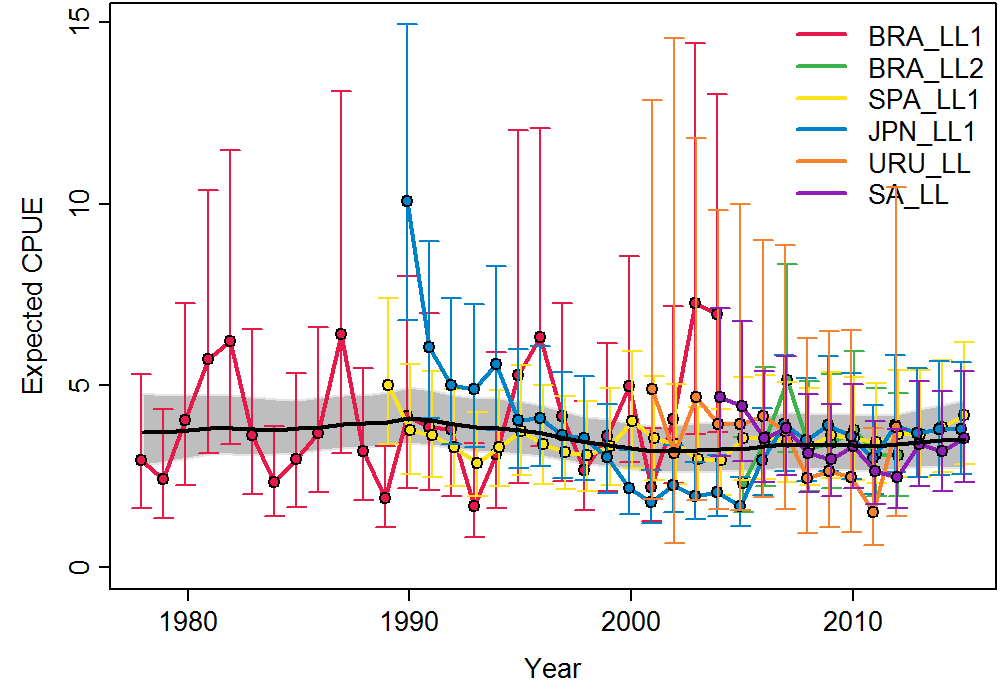 Expected CPUE
15
10
5
0
BRA_LL1
BRA_LL2
SPA_LL1
JPN_LL1
URU_LL
SA_LL
1980
1990
2000
2010
Year